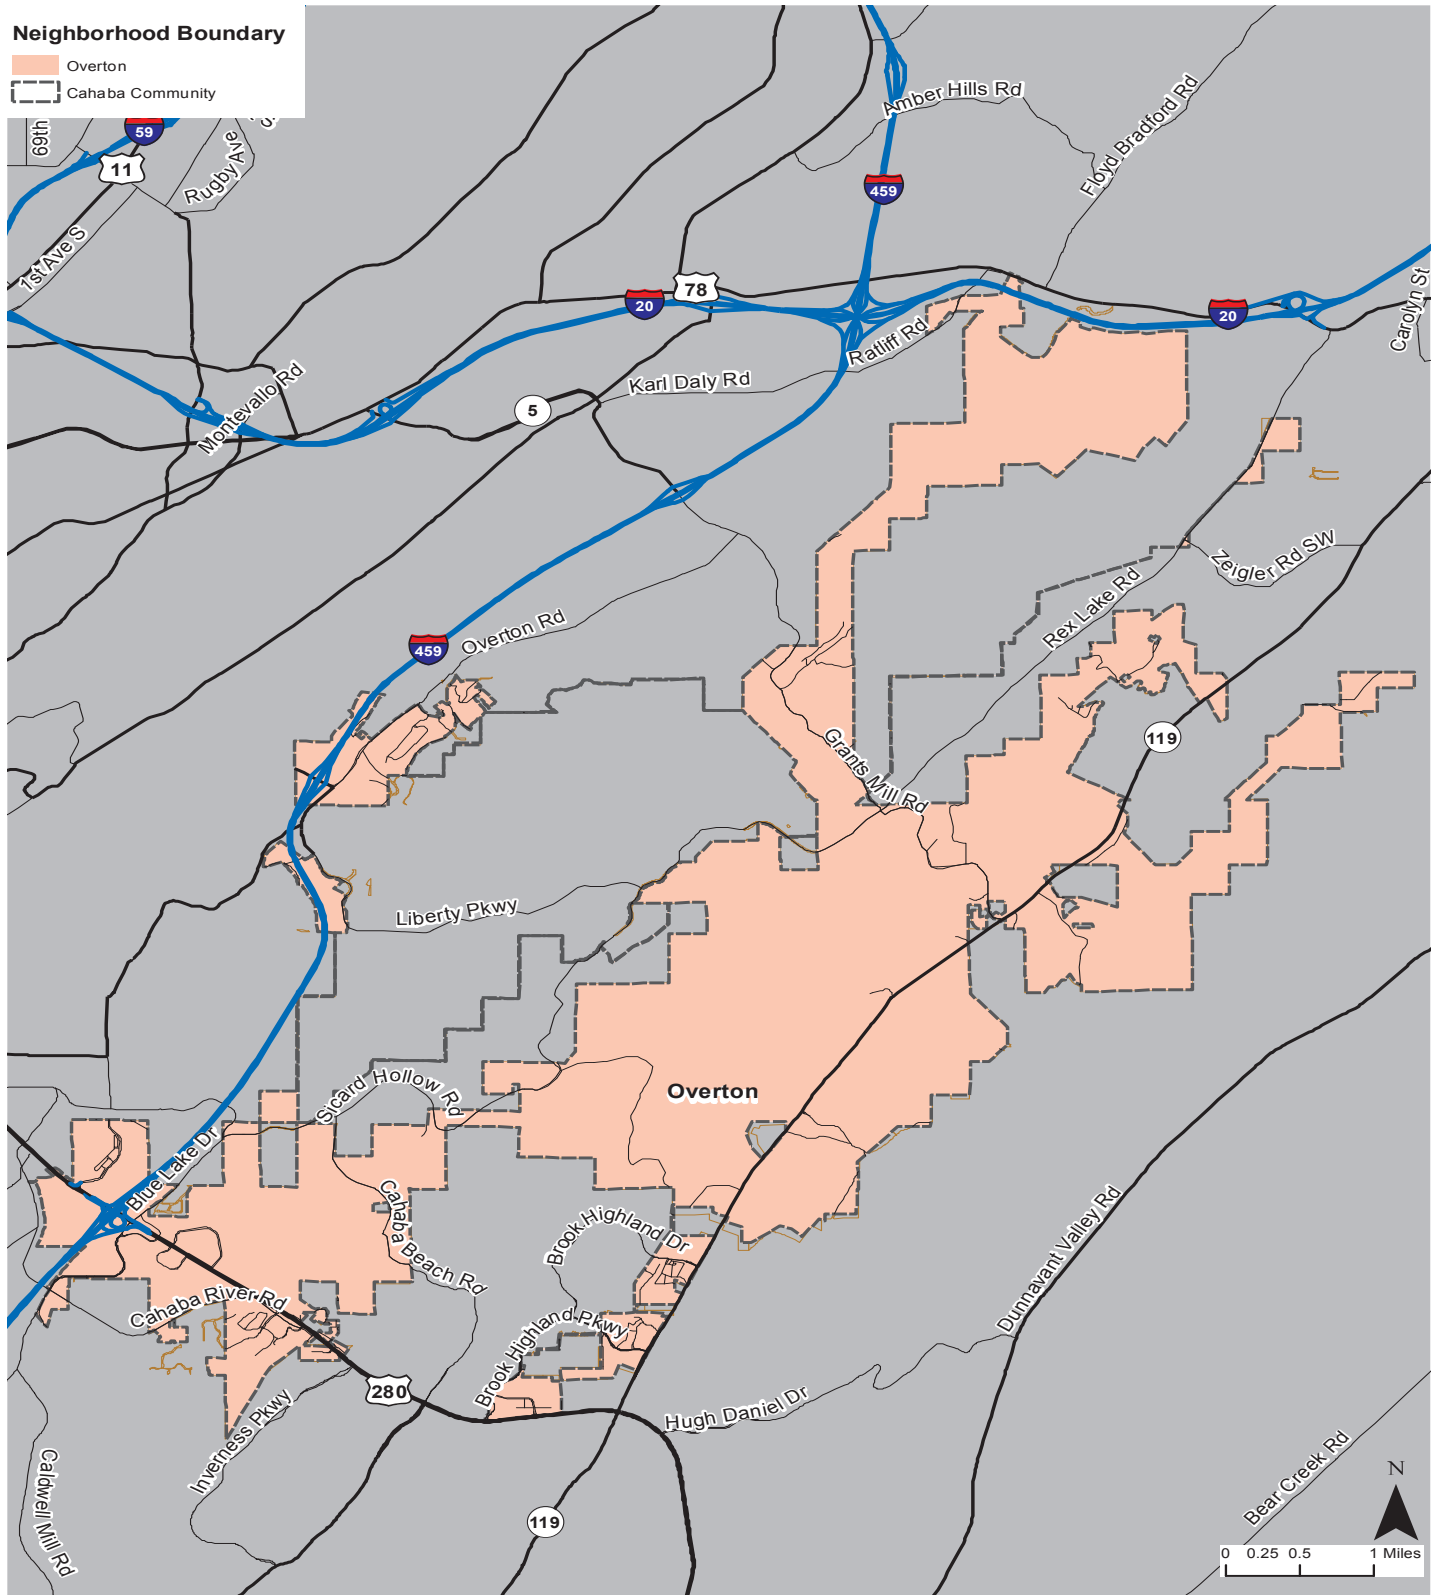 Neighborhood Boundary
Overton
Cahaba Community
59
11
69th
Rugby Ave
1st Ave S
Amber Hills Rd
Floyd Bradford Rd
459
78
20
20
Carolyn St
Ratliff Rd
Karl Daly Rd
5
Montevallo Rd
Zeigler Rd SW
Rex Lake Rd
459
Overton Rd
119
Grants Mill Rd
Liberty Pkwy
Overton
Sicard Hollow Rd
Blue Lake Dr
Cahaba Beach Rd
Brook Highland Dr
Dunnavant Valley Rd
Cahaba River Rd
Brook Highland Pkwy
280
Inverness Pkwy
Hugh Daniel Dr
Caldwell Mill Rd
119
Bear Creek Rd
N
0 0.25 0.5 1 Miles